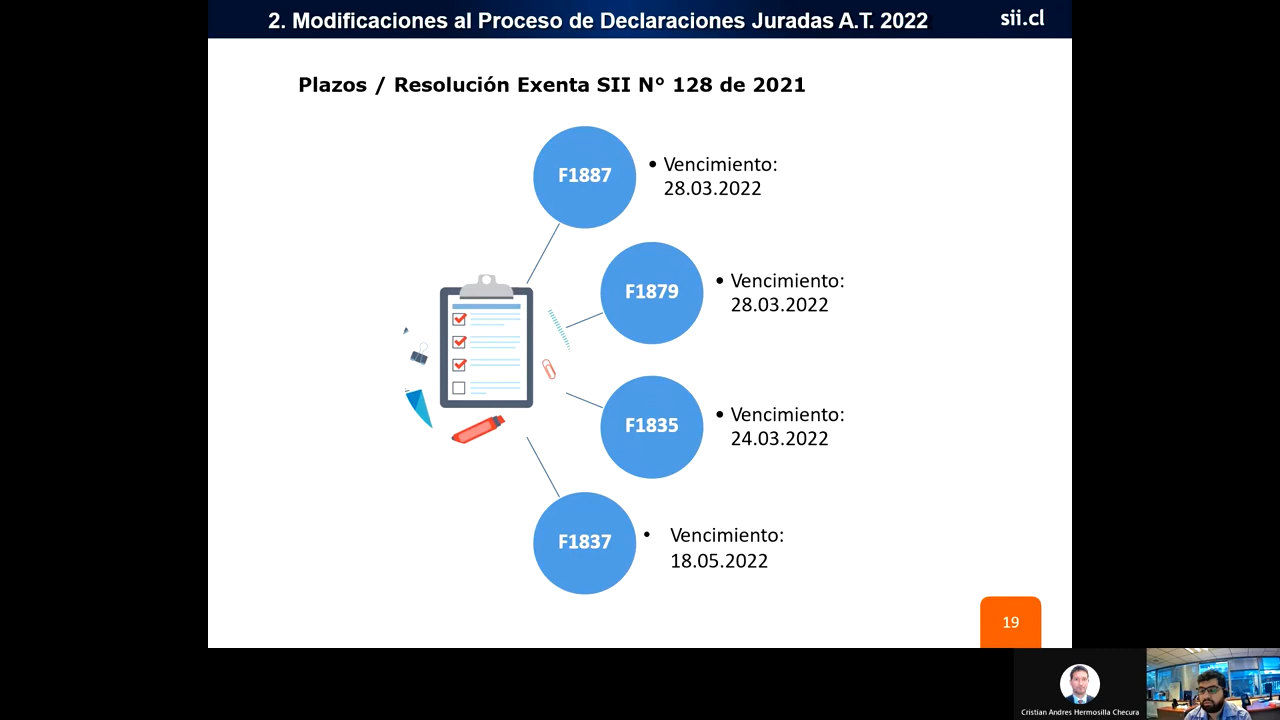 2. Modificaciones al Proceso de Declaraciones Juradas A.T. 2022
sii.cl
Plazos / Resolución Exenta SII N° 128 de 2021
F1887
• Vencimiento:
28.03.2022
F1879
• Vencimiento:
28.03.2022
F1835
• Vencimiento:
24.03.2022
F1837
• Vencimiento:
18.05.2022
19
Cristian Andres Hermosilla Checura